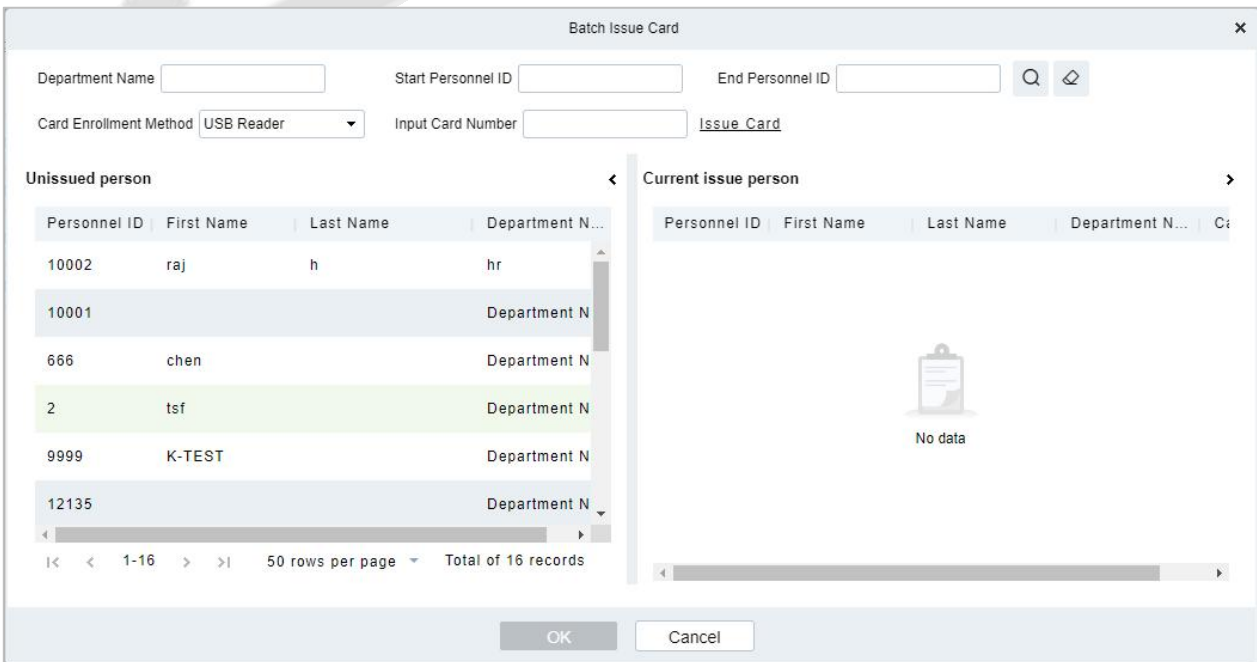 Batch Issue Card
Department Name Start Personnel ID End Personnel ID
Card Enrollment Method USB Reader Input Card Number Issue Card
Unissued person
Personnel ID First Name Last Name Department N...
10002 raj h hr
10001 Department N
666 chen Department N
2 tsf Department N
9999 K-TEST Department N
12135 Department N
1-16 50 rows per page Total of 16 records
Current issue person
Personnel ID First Name Last Name Department N... Ca
No data
OK Cancel